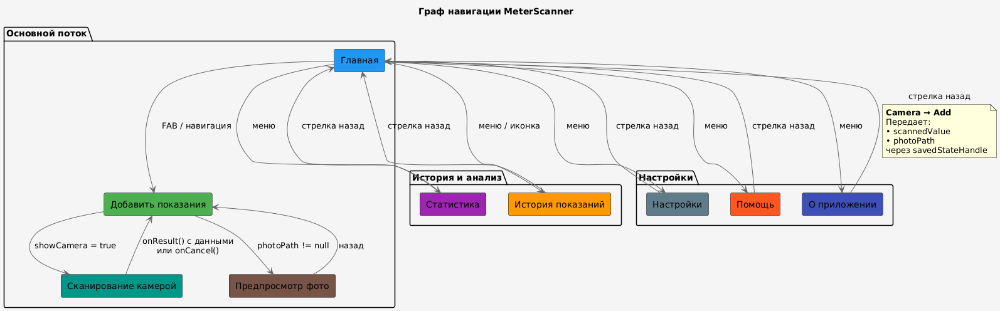 Граф навигации MeterScanner
Основной поток
Главная
стрелка назад
Camera → Add
Передает:
• scannedValue
• photoPath
через savedStateHandle
FAB / навигация
меню
стрелка назад
стрелка назад
меню / иконка
меню
стрелка назад
меню
стрелка назад
меню
История и анализ
Настройки
Добавить показания
Статистика
История показаний
Настройки
Помощь
О приложении
showCamera = true
onResult() с данными
или onCancel()
photoPath != null
назад
Сканирование камерой
Предпросмотр фото